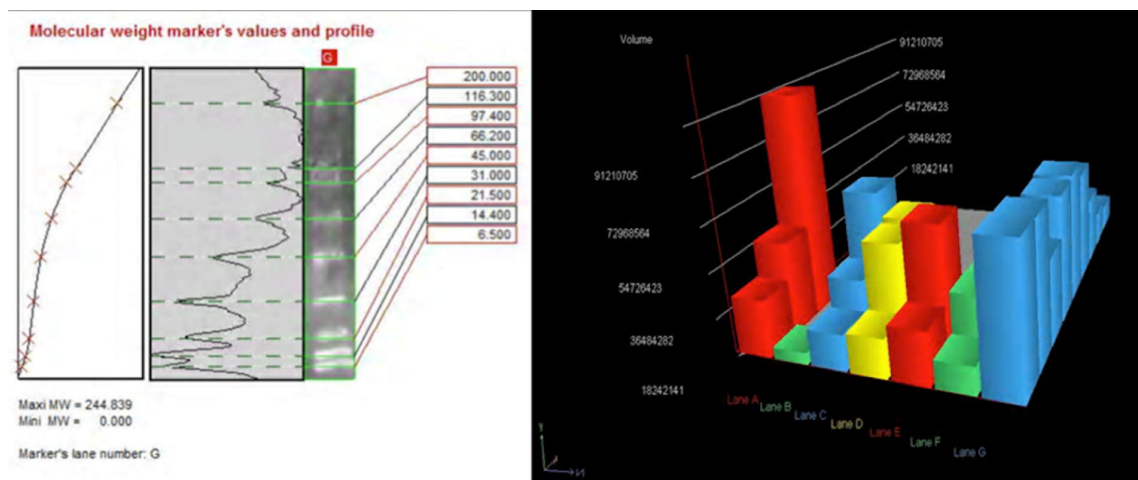 Molecular weight marker's values and profile
G
200.000
116.300
97.400
66.200
45.000
31.000
21.500
14.400
6.500
Maxi MW = 244.839
Mini MW = 0.000
Marker's lane number: G
Volume
91210705
72968564
54726423
36484282
18242141
91210705
72968564
54726423
36484282
18242141
Lane A
Lane B
Lane C
Lane D
Lane E
Lane F
Lane G
Y